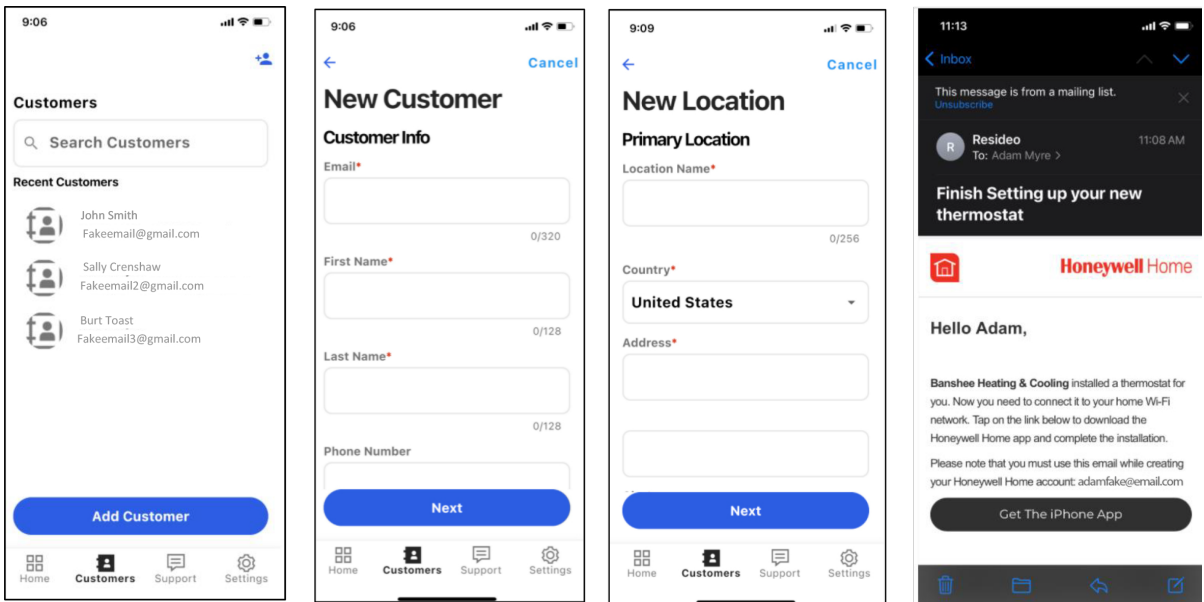 9:06
Customers
Search Customers
Recent Customers
John Smith
Fakeemail@gmail.com
Sally Crenshaw
Fakeemail2@gmail.com
Burt Toast
Fakeemail3@gmail.com
Add Customer
Home Customers Support Settings
9:06
Cancel
New Customer
Customer Info
Email*
0/320
First Name*
0/128
Last Name*
0/128
Phone Number
Next
Home Customers Support Settings
9:09
Cancel
New Location
Primary Location
Location Name*
0/256
Country*
United States
Address*
Next
Home Customers Support Settings
11:13
Inbox
This message is from a mailing list.
Unsubscribe
R
Resideo 11:08 AM
To: Adam Myre >
Finish Setting up your new
thermostat
Honeywell Home
Hello Adam,
Banshee Heating & Cooling installed a thermostat for
you. Now you need to connect it to your home Wi-Fi
network. Tap on the link below to download the
Honeywell Home app and complete the installation.
Please note that you must use this email while creating
your Honeywell Home account: adamfake@email.com
Get The iPhone App